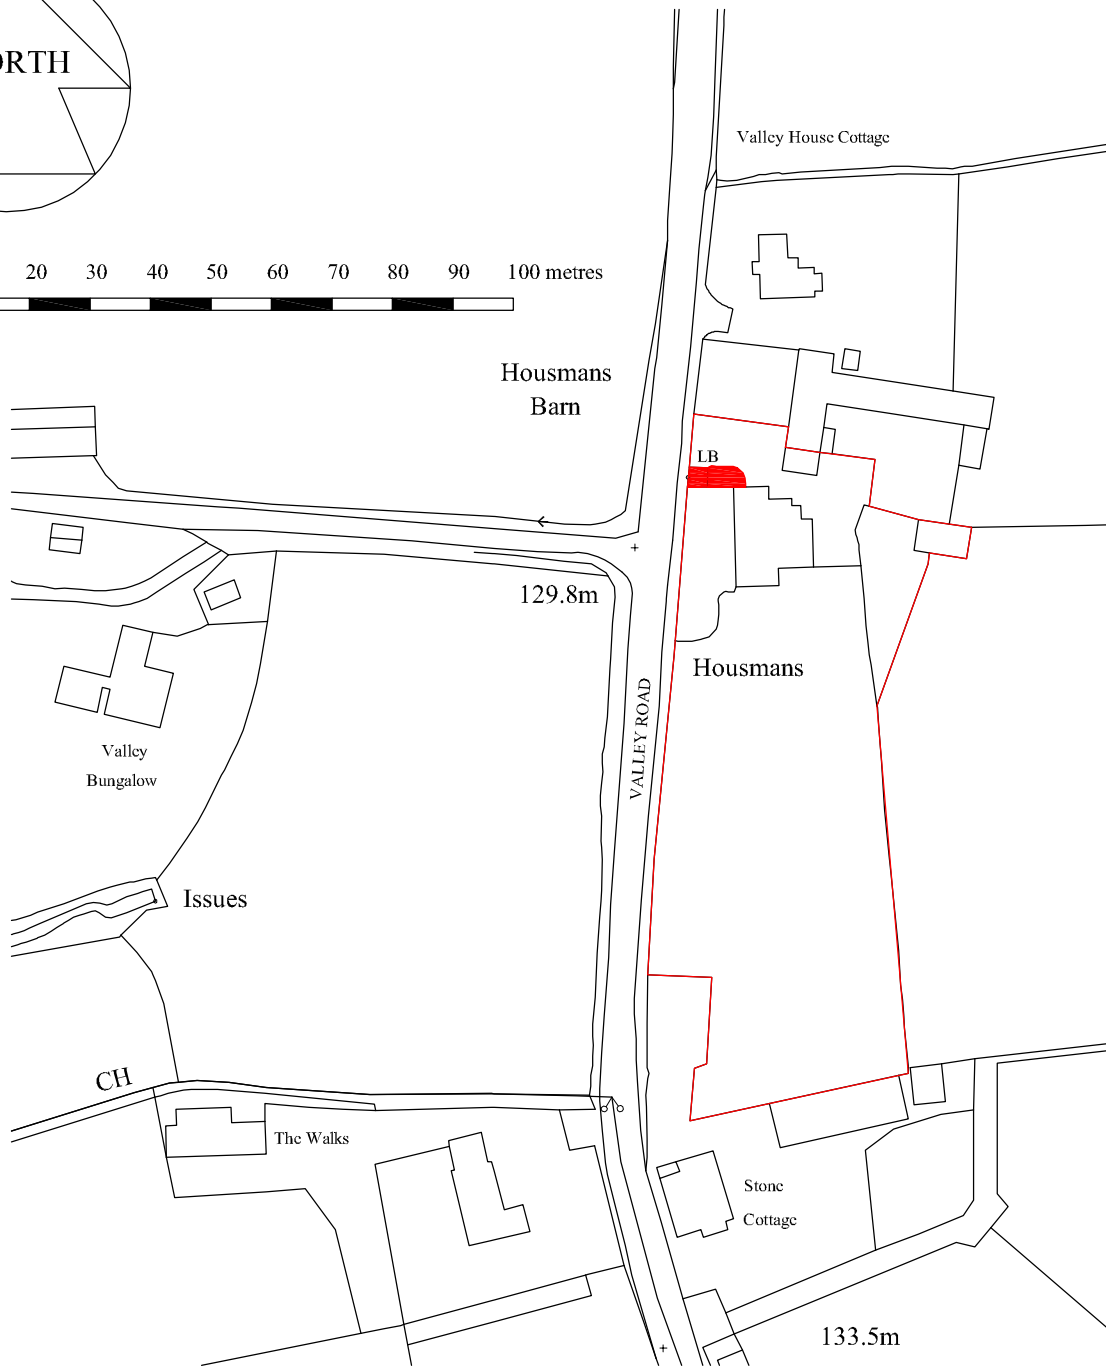 ORTH
Valley House Cottage
20 30 40 50 60 70 80 90 100 metres
Housmans
Barn
LB
129.8m
Housmans
VALLEY ROAD
Valley
Bungalow
Issues
CH
The Walks
Stone
Cottage
133.5m